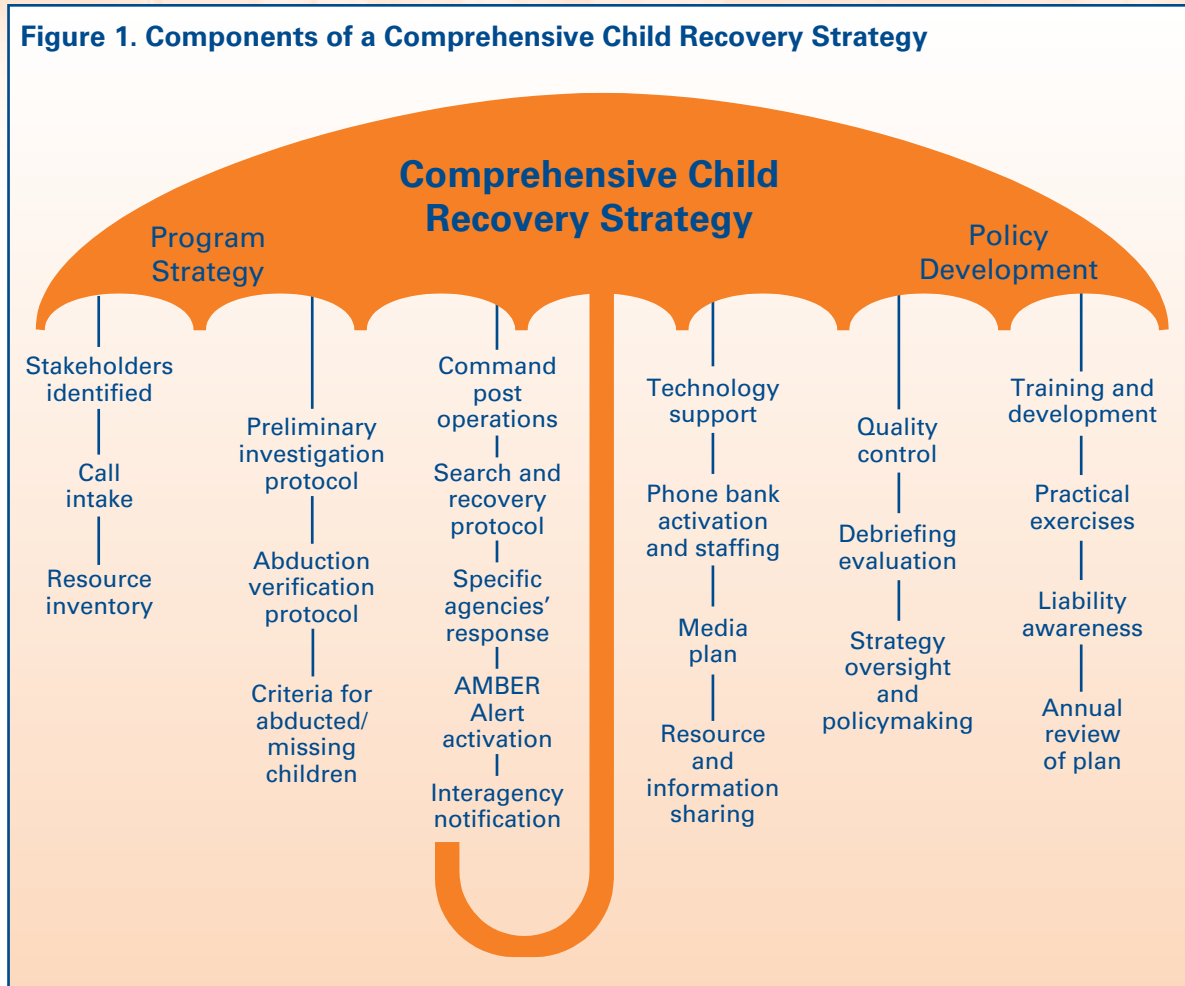 Figure 1. Components of a Comprehensive Child Recovery Strategy
Comprehensive Child
Recovery Strategy
Program
Strategy
Policy
Development
Stakeholders
identified
Call
intake
Resource
inventory
Preliminary
investigation
protocol
Abduction
verification
protocol
Criteria for
abducted/
missing
children
Command
post
operations
Search and
recovery
protocol
Specific
agencies’
response
AMBER
Alert
activation
Interagency
notification
Technology
support
Phone bank
activation
and staffing
Media
plan
Resource
and
information
sharing
Quality
control
Debriefing
evaluation
Strategy
oversight
and
policymaking
Training and
development
Practical
exercises
Liability
awareness
Annual
review
of plan